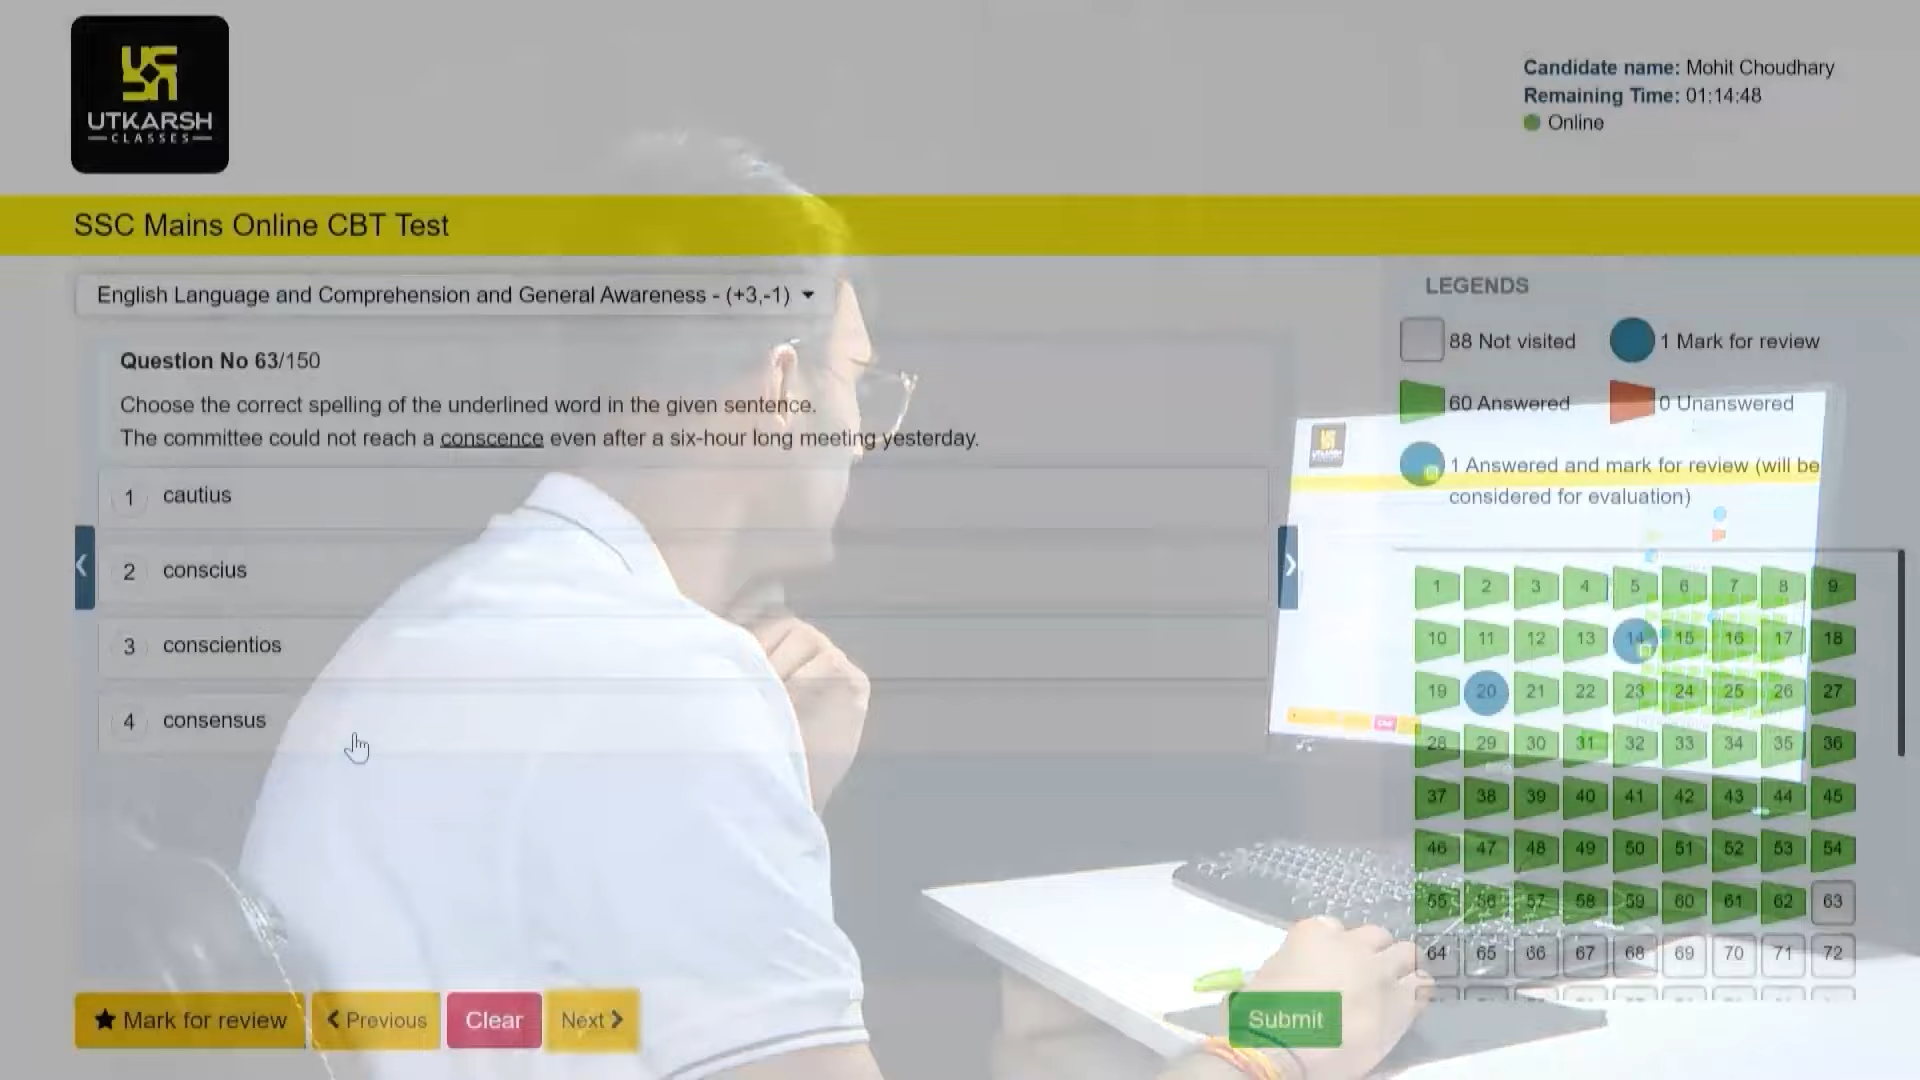 UTKARSH
CLASSES
Candidate name: Mohit Choudhary
Remaining Time: 01:14:48
Online
SSC Mains Online CBT Test
English Language and Comprehension and General Awareness - (+3,-1)
Question No 63/150
Choose the correct spelling of the underlined word in the given sentence.
The committee could not reach a conscence even after a six-hour long meeting yesterday.
1 cautius
2 conscius
3 conscientios
4 consensus
Mark for review
Previous
Clear
Next
Submit
LEGENDS
88 Not visited
1 Mark for review
60 Answered
0 Unanswered
1 Answered and mark for review (will be
considered for evaluation)
1 2 3 4 5 6 7 8 9
10 11 12 13 14 15 16 17 18
19 20 21 22 23 24 25 26 27
28 29 30 31 32 33 34 35 36
37 38 39 40 41 42 43 44 45
46 47 48 49 50 51 52 53 54
55 56 57 58 59 60 61 62 63
64 65 66 67 68 69 70 71 72